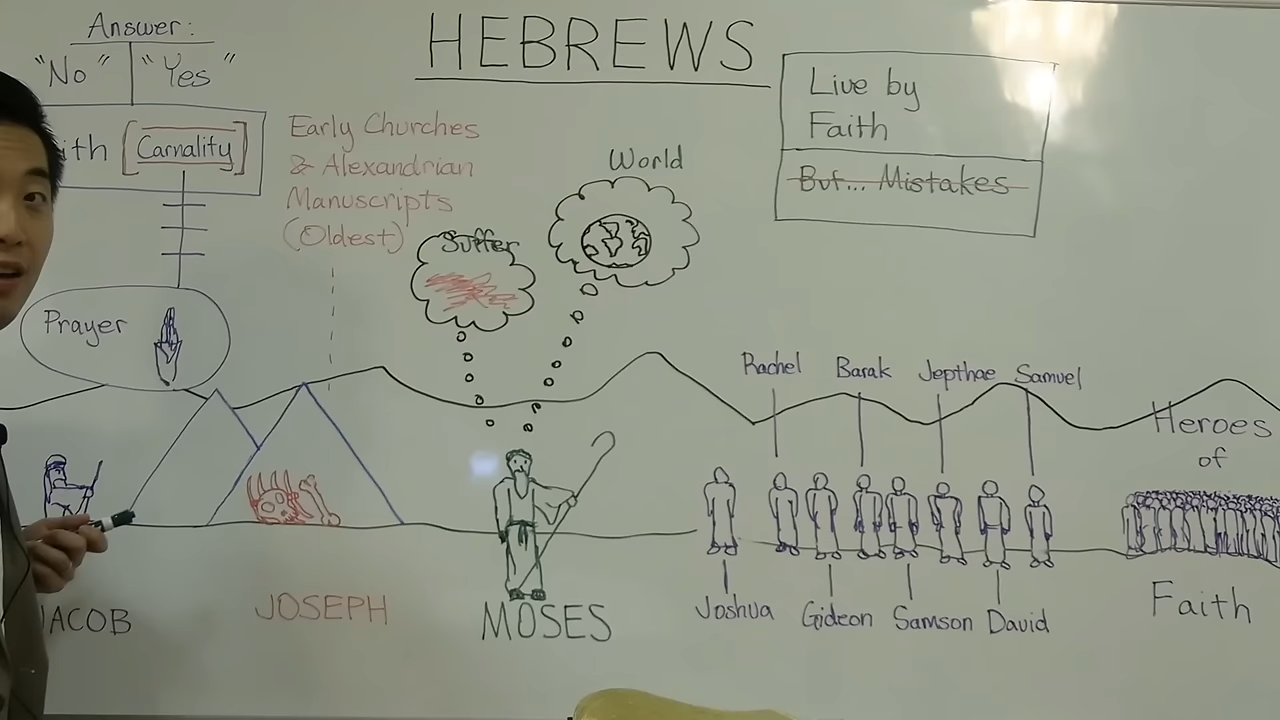 Answer:
"No" "Yes"
ith [Carnality]
Prayer
HEBREWS
Early Churches
& Alexandrian
Manuscripts
(Oldest)
Suffer
World
Live by
Faith
But... Mistakes
Rachel Barak Jepthae Samuel
Heroes
of
Faith
JACOB
JOSEPH
MOSES
Joshua Gideon Samson David